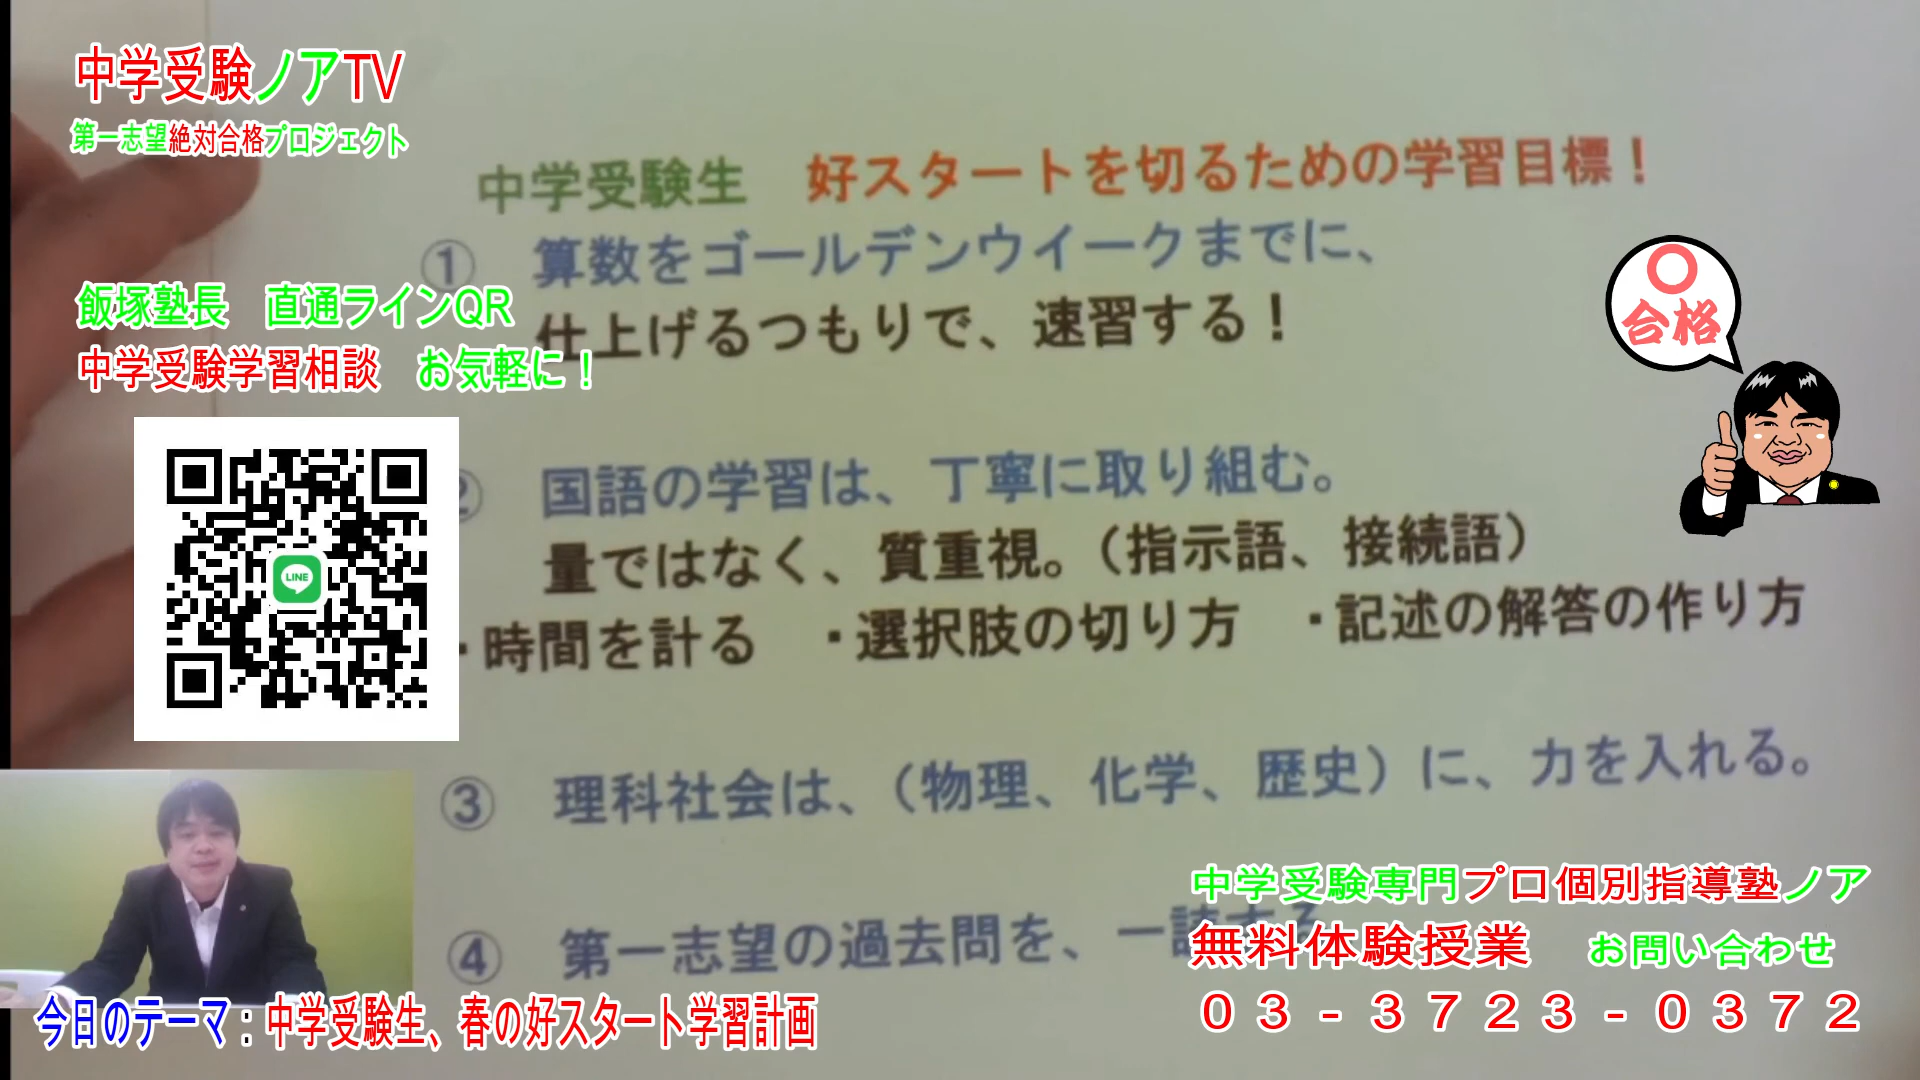 中学受験ノアTV
第一志望絶対合格プロジェクト
中学受験生　好スタートを切るための学習目標！
①　算数をゴールデンウイークまでに、
仕上げるつもりで、速習する！
飯塚塾長　直通ラインQR
中学受験学習相談　お気軽に！
LINE
〇
合格
②　国語の学習は、丁寧に取り組む。
量ではなく、質重視。（指示語、接続語）
・時間を計る　・選択肢の切り方　・記述の解答の作り方
③　理科社会は、（物理、化学、歴史）に、力を入れる。
④　第一志望の過去問を、一読する
中学受験専門プロ個別指導塾ノア
無料体験授業　お問い合わせ
０３-３７２３-０３７２
今日のテーマ：中学受験生、春の好スタート学習計画